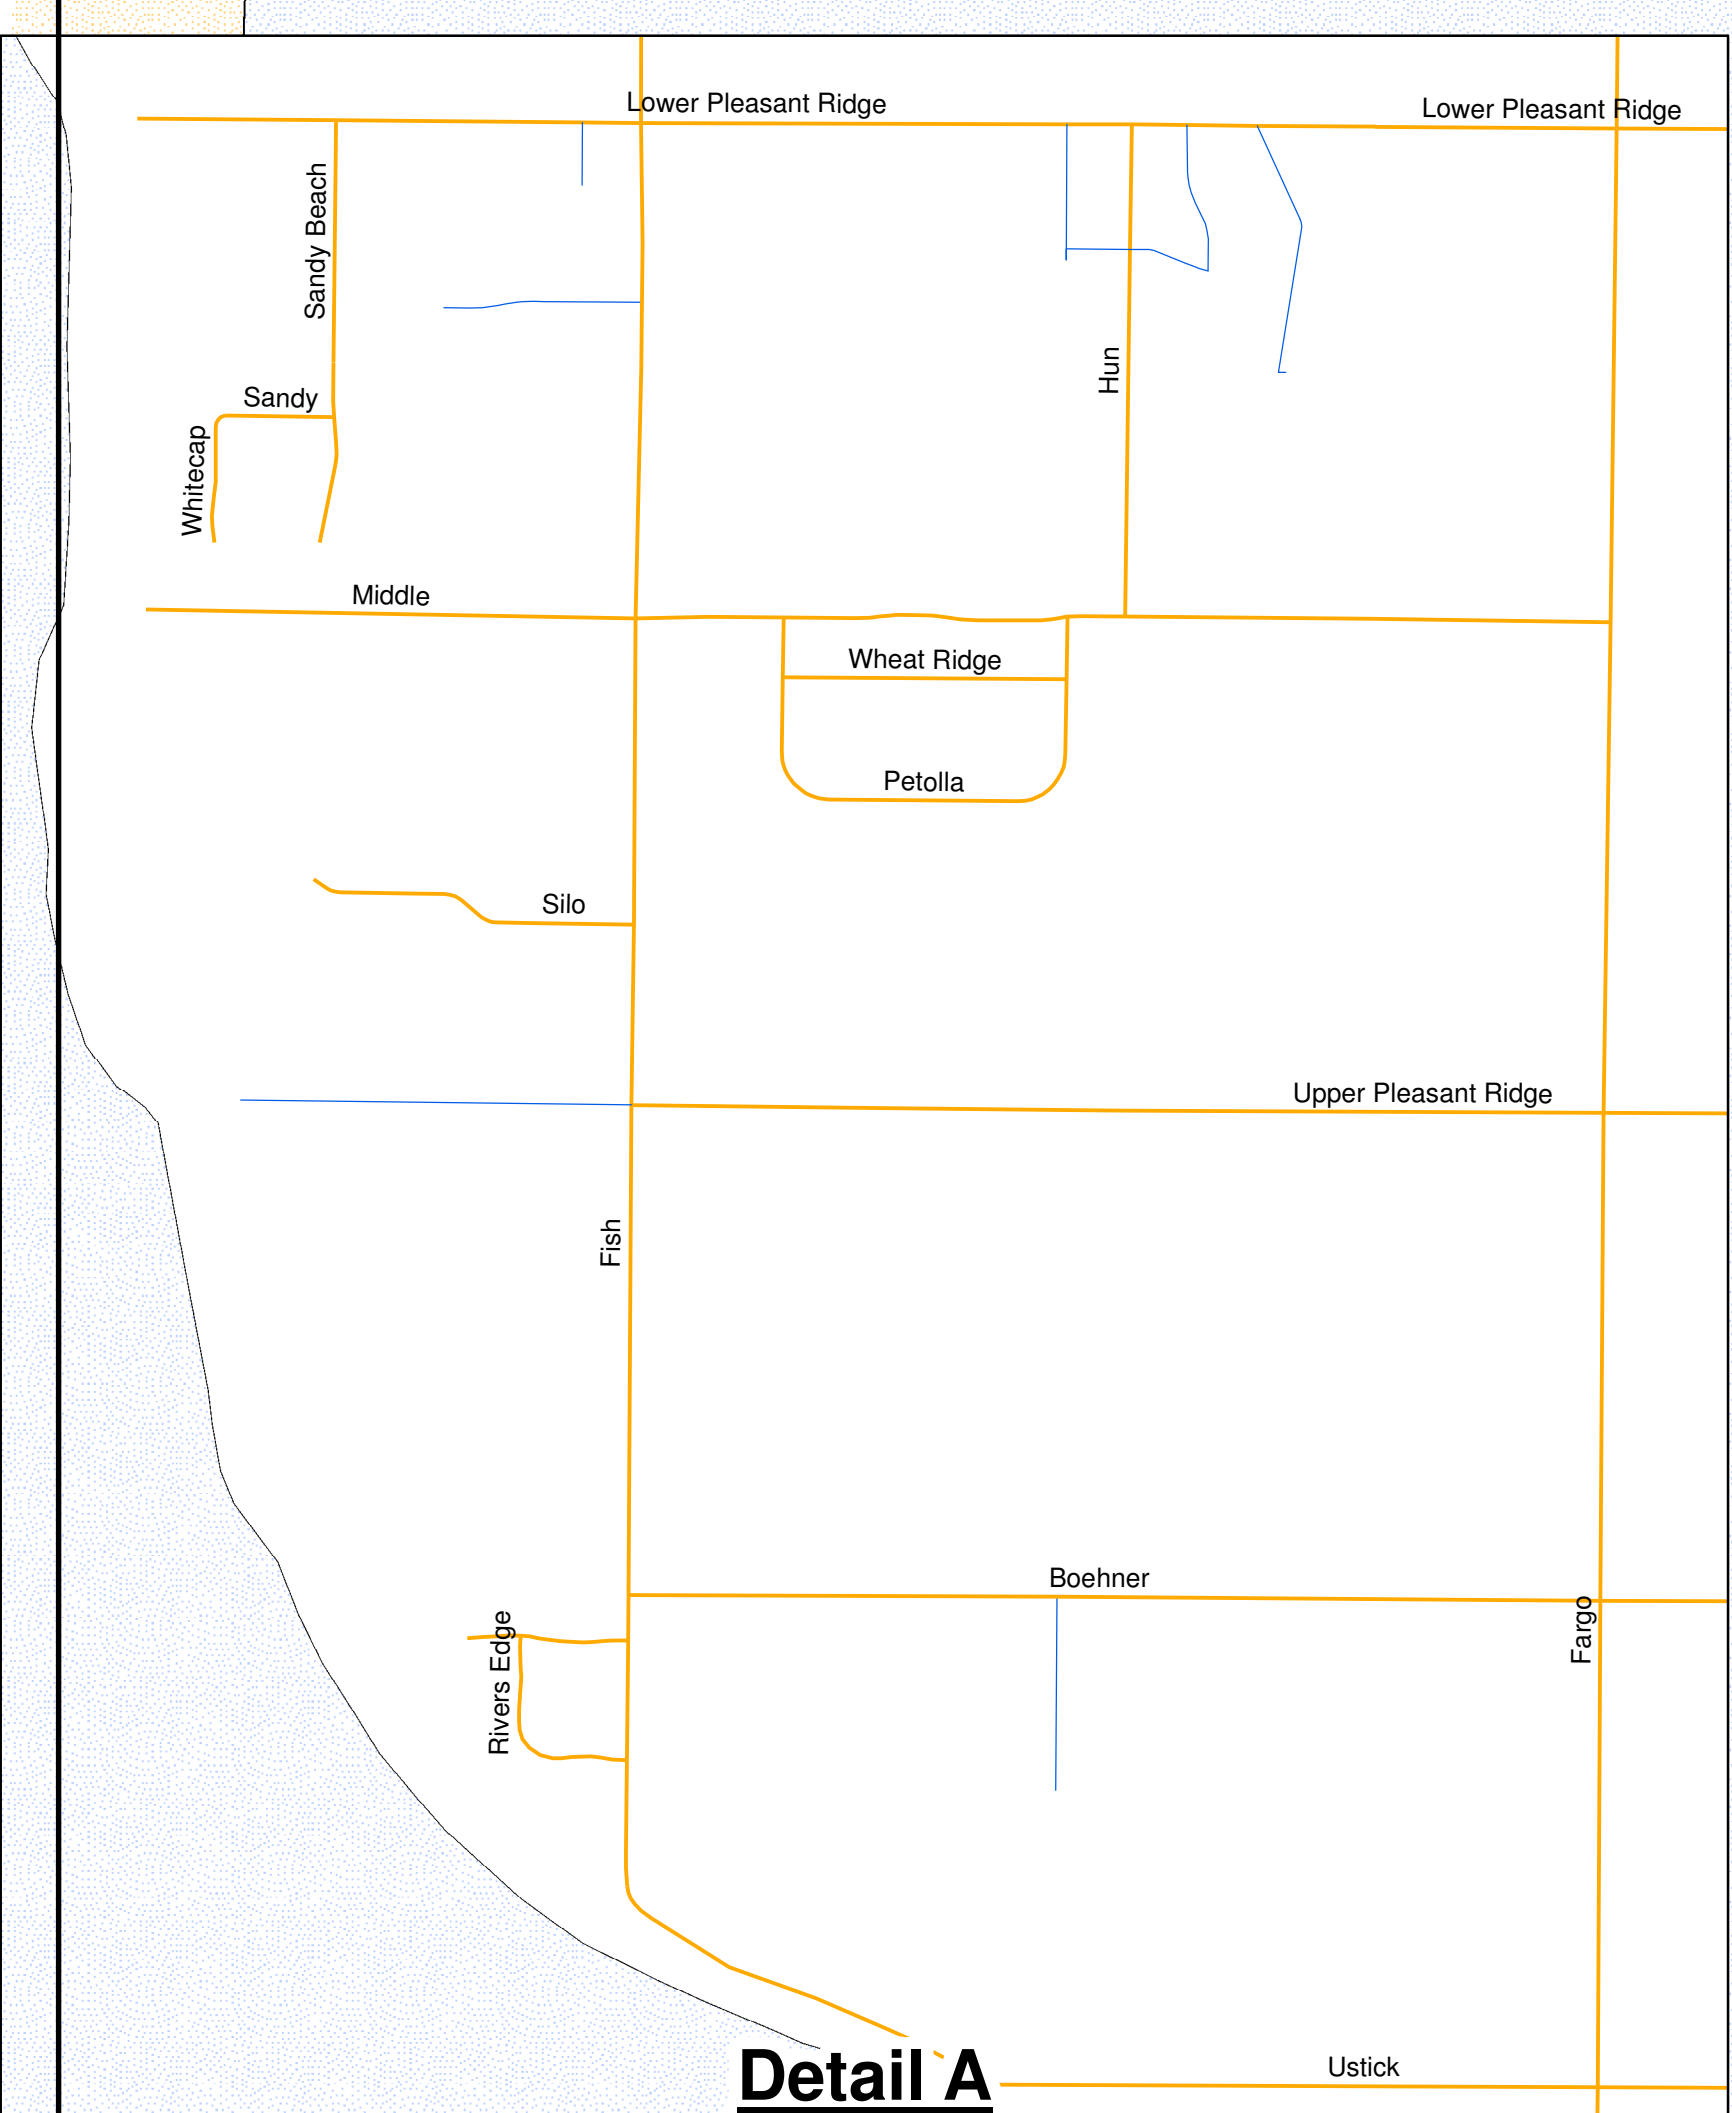 Lower Pleasant Ridge
Lower Pleasant Ridge
Sandy Beach
Hun
Sandy
Whitecap
Middle
Wheat Ridge
Petolla
Silo
Upper Pleasant Ridge
Fish
Boehner
Fargo
Rivers Edge
Ustick
Detail A